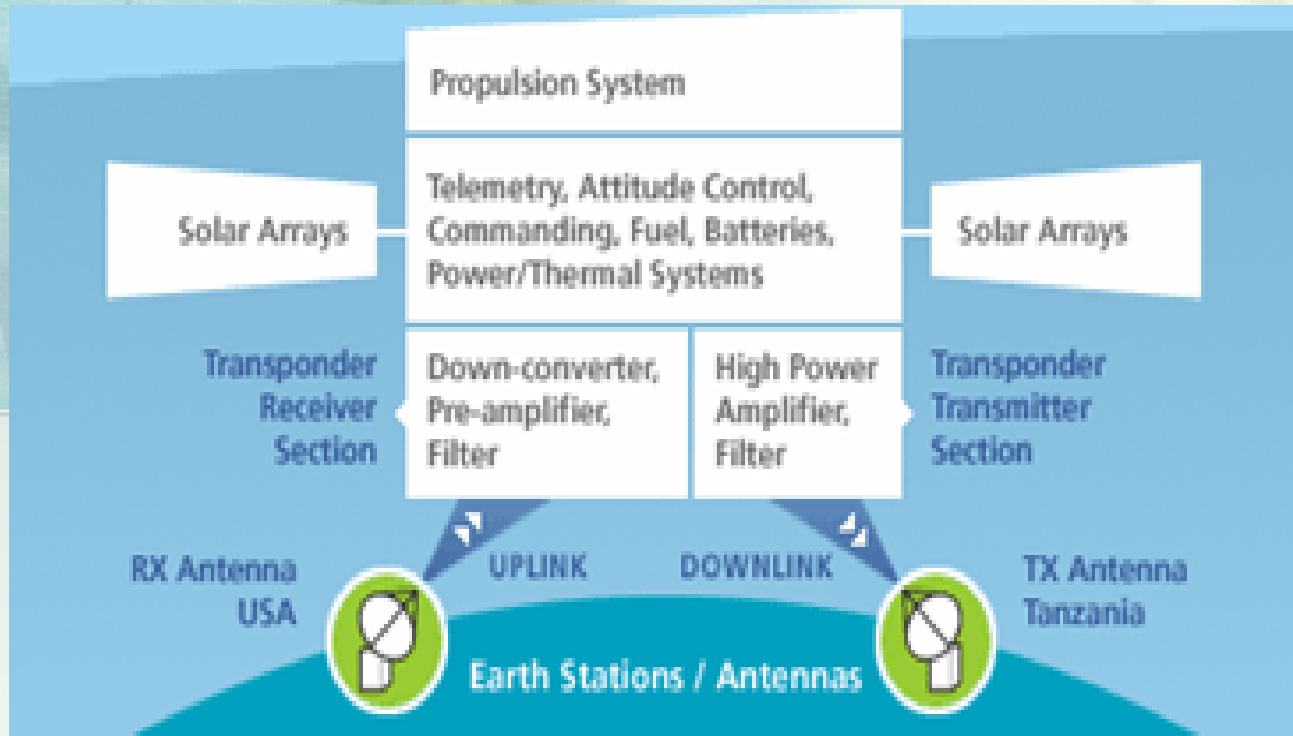 Propulsion System
Solar Arrays
Telemetry, Attitude Control,
Commanding, Fuel, Batteries,
Power/Thermal Systems
Solar Arrays
Transponder
Receiver
Section
Down-converter,
Pre-amplifier,
Filter
High Power
Amplifier,
Filter
Transponder
Transmitter
Section
RX Antenna
USA
UPLINK
DOWNLINK
TX Antenna
Tanzania
Earth Stations / Antennas